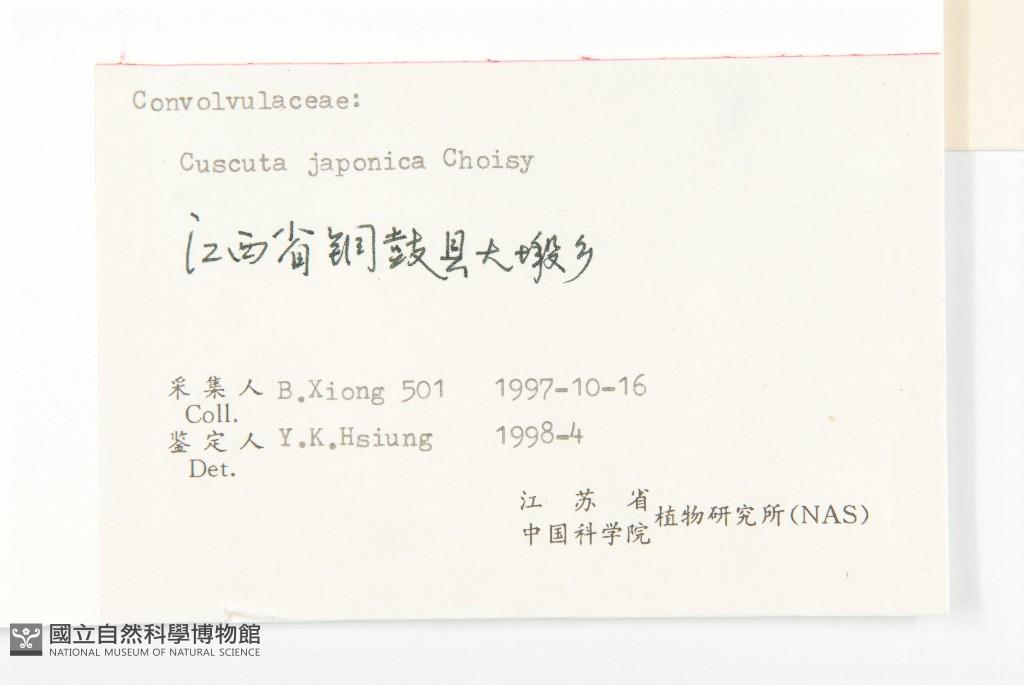 Convolvulaceae:
Cuscuta japonica Choisy
江西省铜鼓县大塅乡
采集人 B.Xiong 501 1997-10-16
Coll.
鉴定人 Y.K.Hsiung 1998-4
Det.
江苏省
中国科学院 植物研究所(NAS)
國立自然科學博物館
NATIONAL MUSEUM OF NATURAL SCIENCE